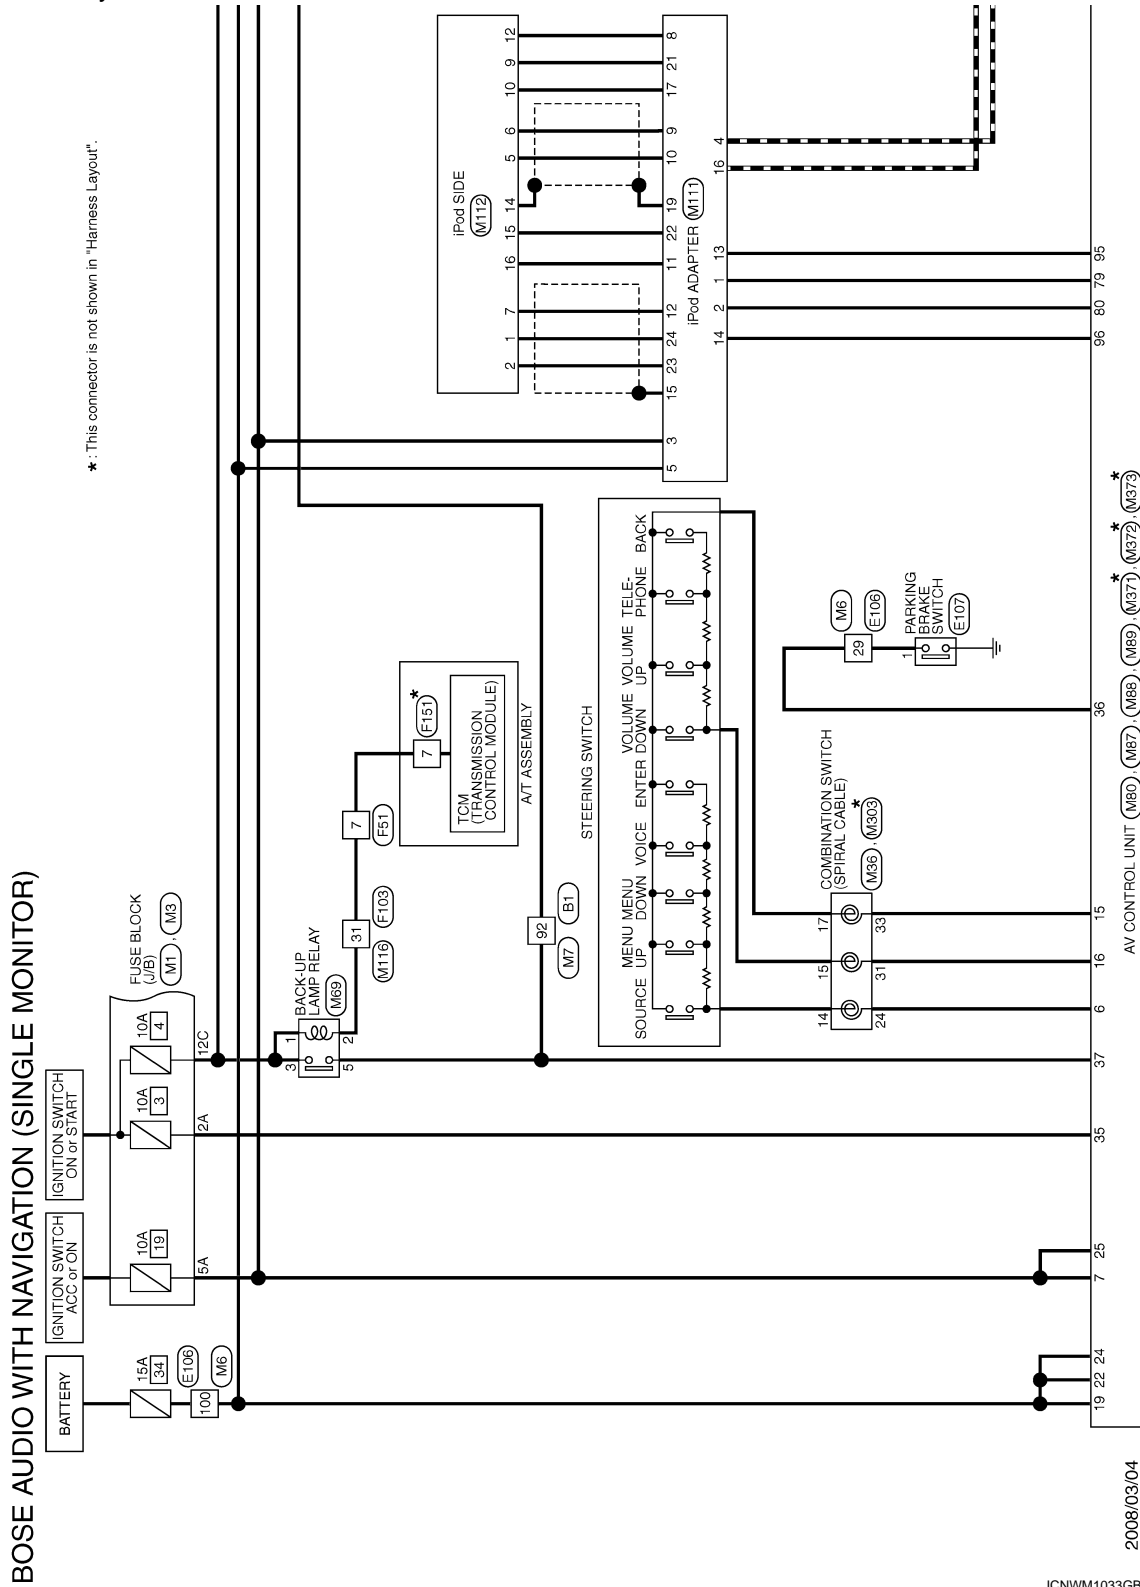 BOSE AUDIO WITH NAVIGATION (SINGLE MONITOR)
BATTERY
IGNITION SWITCH
ACC or ON
IGNITION SWITCH
ON or START
15A
34
E106
100
M6
10A
19
5A
10A
3
2A
10A
4
12C
FUSE BLOCK
(J/B)
M1 , M3
* : This connector is not shown in "Harness Layout".
BACK-UP
LAMP RELAY
M69
1
2
3
5
31
M116
F103
7
F51
7
F151
*
TCM
(TRANSMISSION
CONTROL MODULE)
A/T ASSEMBLY
92
M7
B1
iPod SIDE
M112
2
1
7
16
15
14
5
6
10
9
12
5
3
15
23
24
12
11
22
19
10
9
17
21
8
iPod ADAPTER
M111
14
2
1
13
16
4
STEERING SWITCH
SOURCE
MENU
UP
MENU
DOWN
VOICE
ENTER
VOLUME
DOWN
VOLUME
UP
TELE-
PHONE
BACK
COMBINATION SWITCH
(SPIRAL CABLE)
M36 , M303
*
14
15
17
24
31
33
M6
29
E106
PARKING
BRAKE
SWITCH
E107
1
19
22
24
7
25
35
37
6
16
15
36
96
80
79
95
AV CONTROL UNIT M80 , M87 , M88 , M89 , M371 , M372 , M373
* * *
2008/03/04
JCNWM1033GB